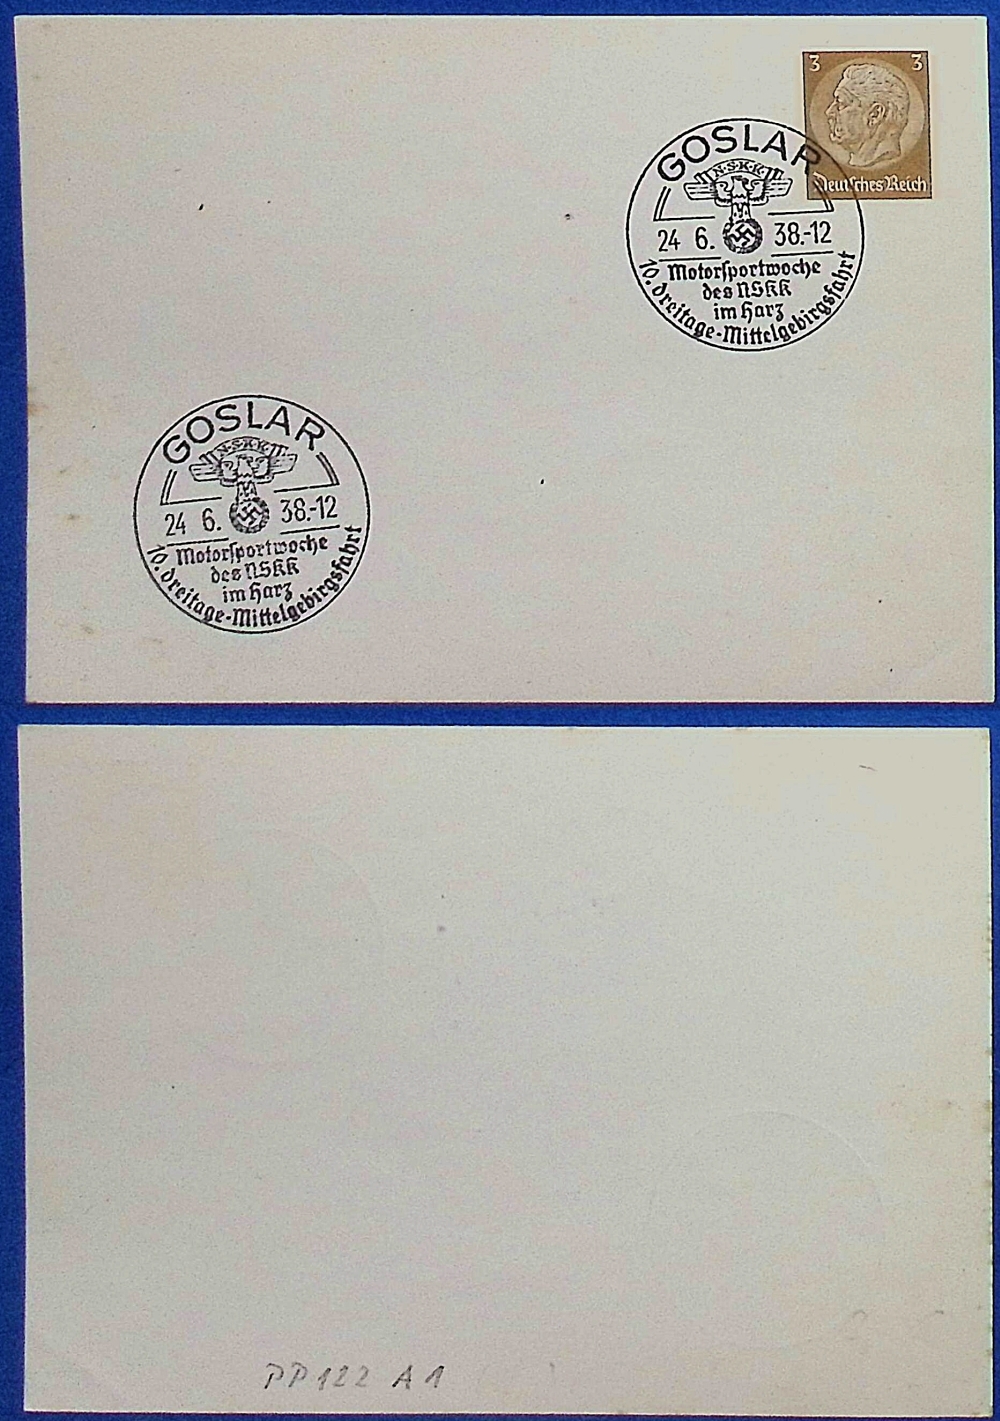 3 3
Deutsches Reich
GOSLAR
N·S·K·K
24 6. 38.-12
Motorſportwoche
des NSKK
im Harz
10. Dreitage-Mittelgebirgsfahrt
GOSLAR
N·S·K·K
24 6. 38.-12
Motorſportwoche
des NSKK
im Harz
10. Dreitage-Mittelgebirgsfahrt
PP122 A1